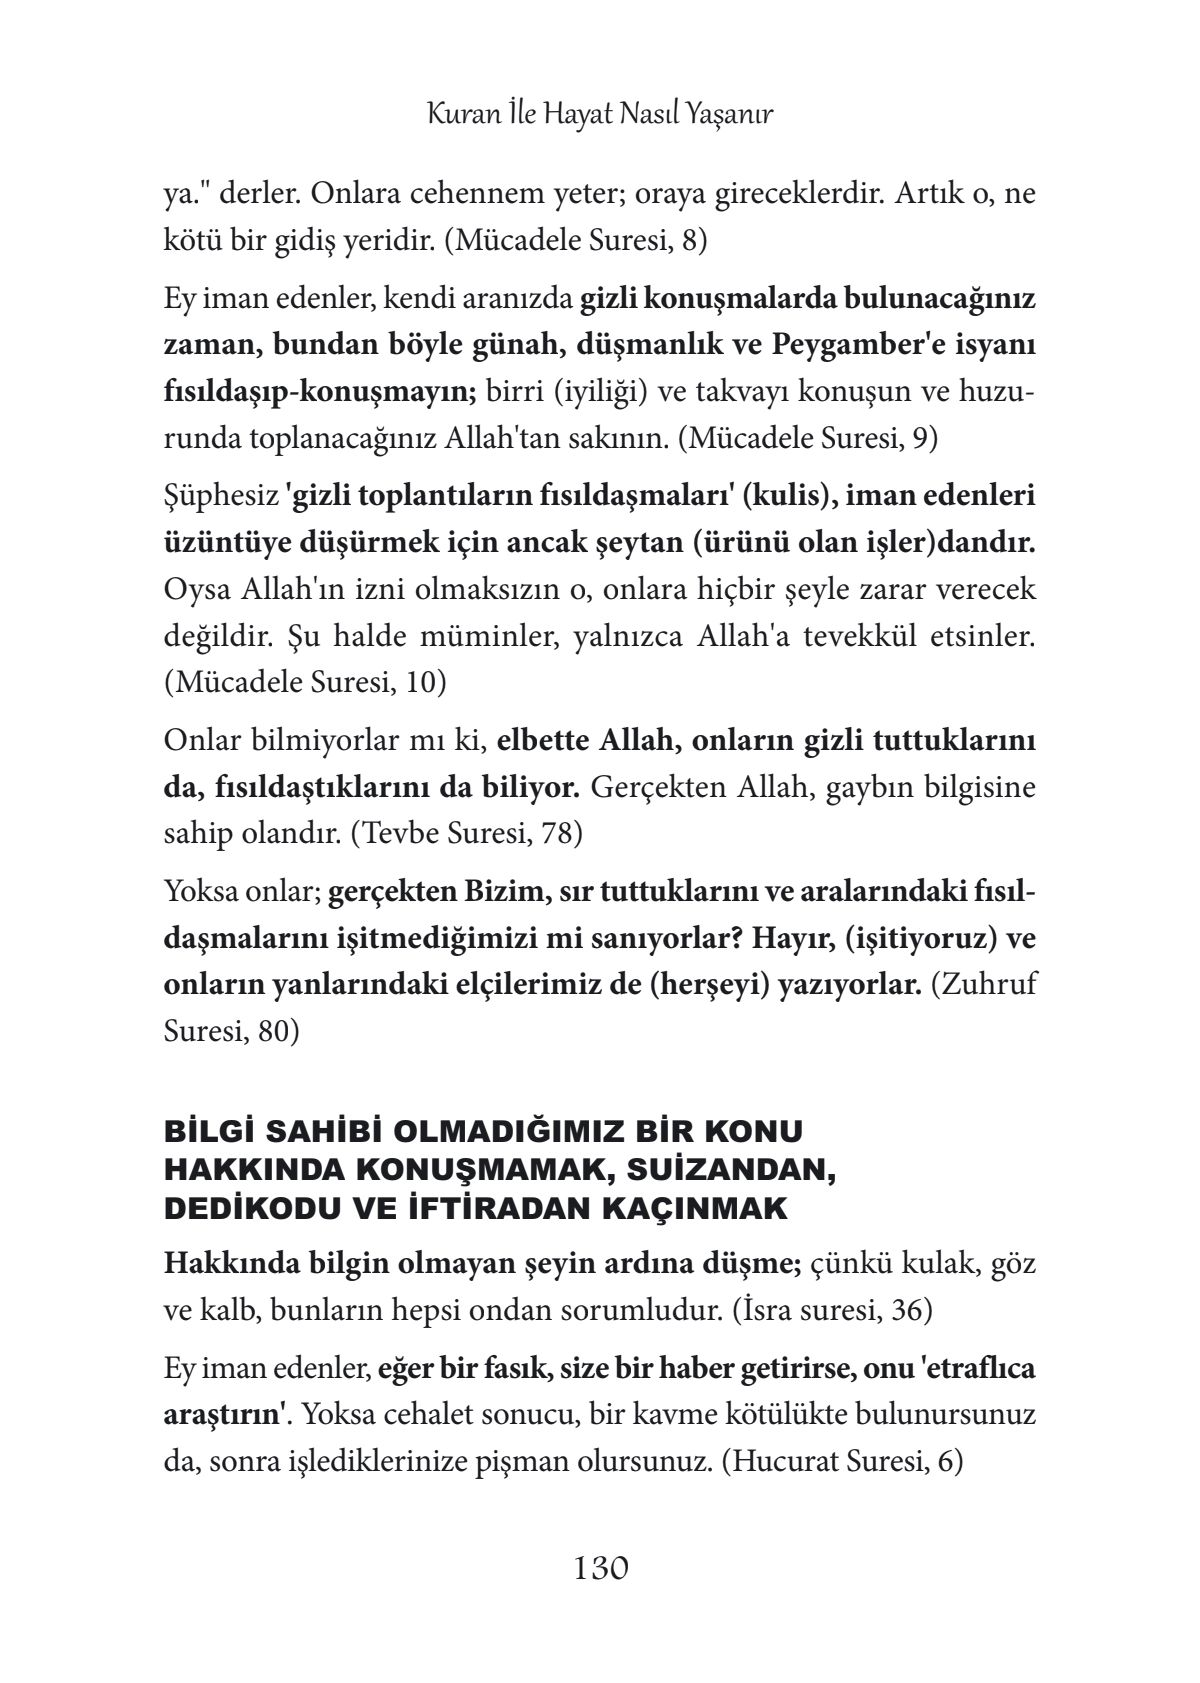 Kuran İle Hayat Nasıl Yaşanır
ya." derler. Onlara cehennem yeter; oraya gireceklerdir. Artık o, ne
kötü bir gidiş yeridir. (Mücadele Suresi, 8)
Ey iman edenler, kendi aranızda gizli konuşmalarda bulunacağınız
zaman, bundan böyle günah, düşmanlık ve Peygamber'e isyanı
fısıldaşıp-konuşmayın; birri (iyiliği) ve takvayı konuşun ve huzu-
runda toplanacağınız Allah'tan sakının. (Mücadele Suresi, 9)
Şüphesiz 'gizli toplantıların fısıldaşmaları' (kulis), iman edenleri
üzüntüye düşürmek için ancak şeytan (ürünü olan işler)dandır.
Oysa Allah'ın izni olmaksızın o, onlara hiçbir şeyle zarar verecek
değildir. Şu halde müminler, yalnızca Allah'a tevekkül etsinler.
(Mücadele Suresi, 10)
Onlar bilmiyorlar mı ki, elbette Allah, onların gizli tuttuklarını
da, fısıldaştıklarını da biliyor. Gerçekten Allah, gaybın bilgisine
sahip olandır. (Tevbe Suresi, 78)
Yoksa onlar; gerçekten Bizim, sır tuttuklarını ve aralarındaki fısıl-
daşmalarını işitmediğimizi mi sanıyorlar? Hayır, (işitiyoruz) ve
onların yanlarındaki elçilerimiz de (herşeyi) yazıyorlar. (Zuhruf
Suresi, 80)
BİLGİ SAHİBİ OLMADIĞIMIZ BİR KONU
HAKKINDA KONUŞMAMAK, SUİZANDAN,
DEDİKODU VE İFTİRADAN KAÇINMAK
Hakkında bilgin olmayan şeyin ardına düşme; çünkü kulak, göz
ve kalb, bunların hepsi ondan sorumludur. (İsra suresi, 36)
Ey iman edenler, eğer bir fasık, size bir haber getirirse, onu 'etraflıca
araştırın'. Yoksa cehalet sonucu, bir kavme kötülükte bulunursunuz
da, sonra işlediklerinize pişman olursunuz. (Hucurat Suresi, 6)
130